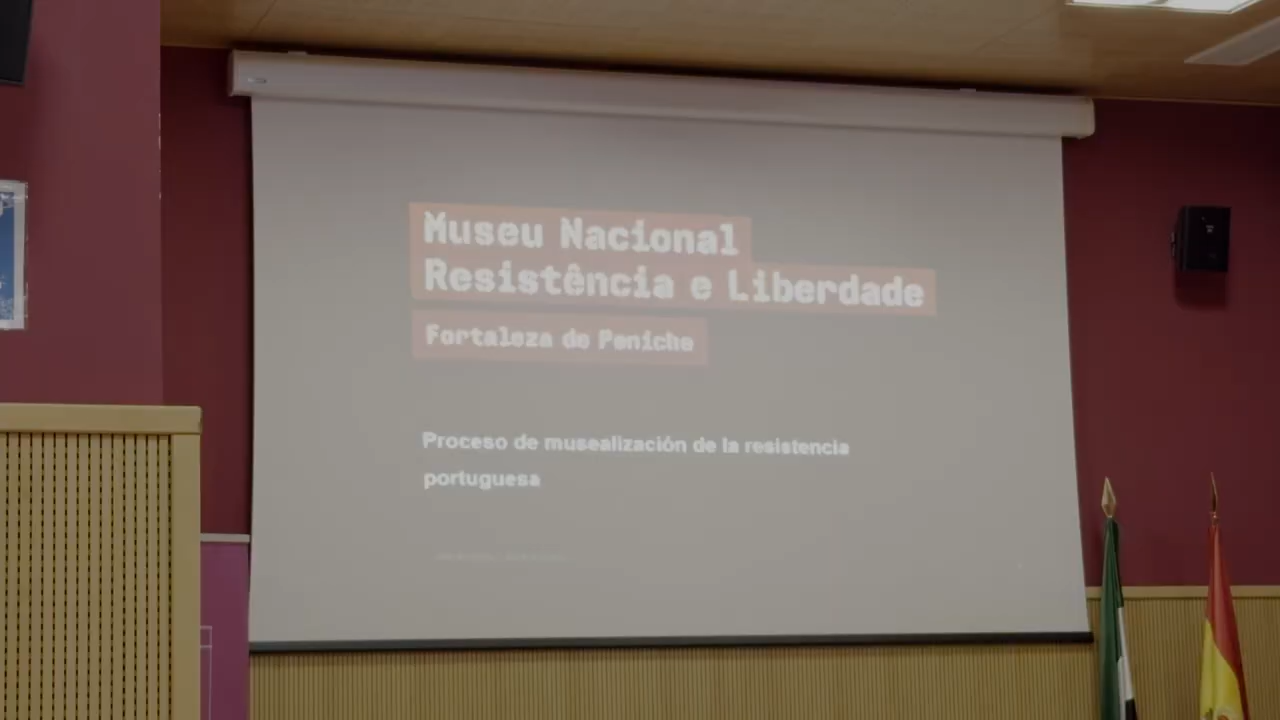 Museu Nacional
Resistência e Liberdade
Fortaleza de Peniche
Proceso de musealización de la resistencia
portuguesa